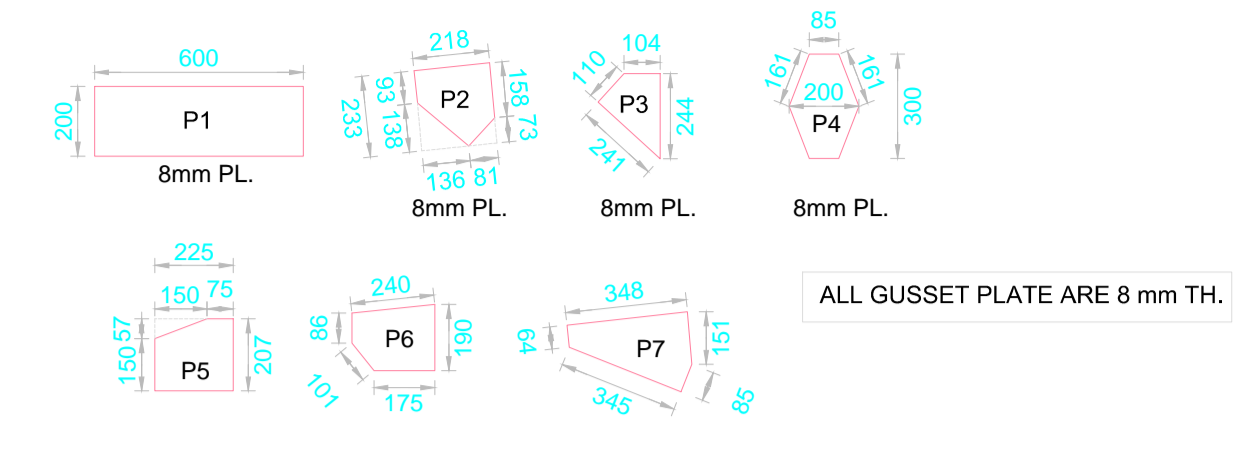 600
200
P1
8mm PL.
218
93
233
138
P2
158
73
136
81
8mm PL.
104
110
P3
244
241
8mm PL.
85
161
161
200
300
P4
8mm PL.
225
150
75
57
150
207
P5
240
86
P6
190
101
175
348
64
P7
151
345
85
ALL GUSSET PLATE ARE 8 mm TH.